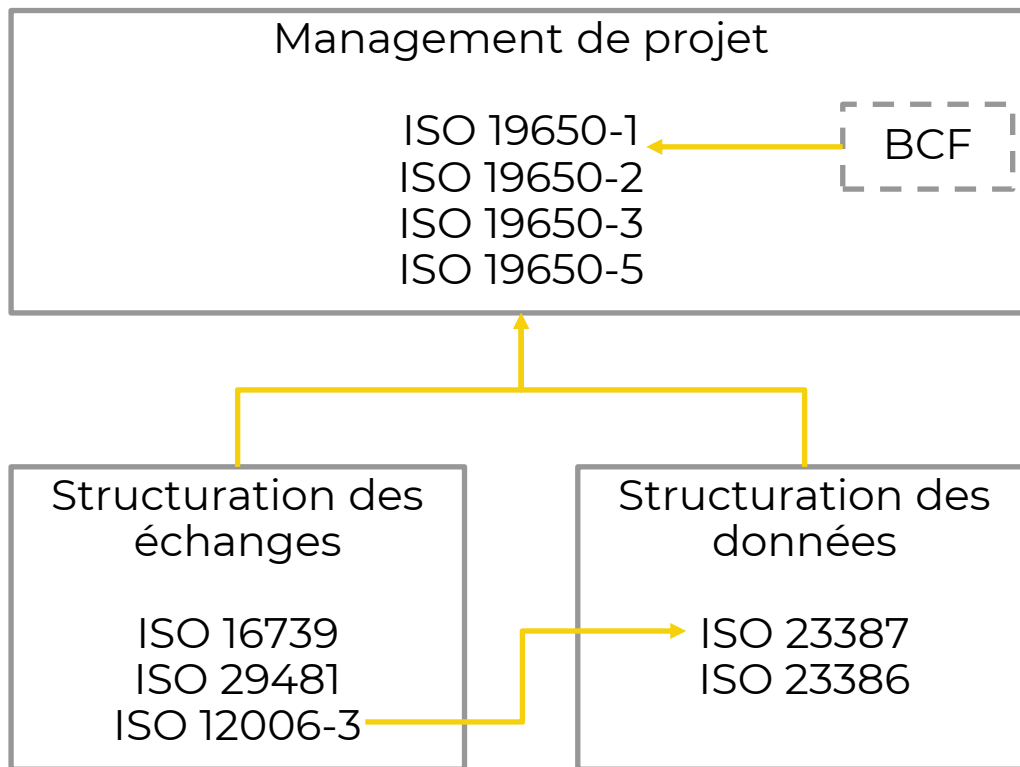 Management de projet
ISO 19650-1
ISO 19650-2
ISO 19650-3
ISO 19650-5
BCF
Structuration des
échanges
ISO 16739
ISO 29481
ISO 12006-3
Structuration des
données
ISO 23387
ISO 23386